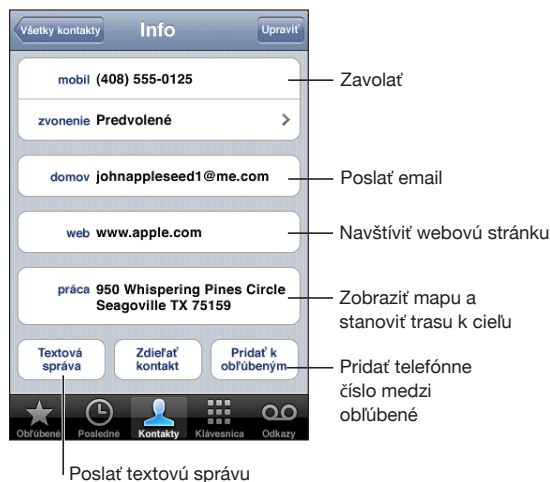 Všetky kontakty Info Upraviť
mobil (408) 555-0125
Zavolať
zvonenie Predvolené
domov johnappleseed1@me.com
Poslať email
web www.apple.com
Navštíviť webovú stránku
práca 950 Whispering Pines Circle
Seagoville TX 75159
Zobraziť mapu a
stanoviť trasu k cieľu
Textová
správa
Zdieľať
kontakt
Pridať k
obľúbeným
Pridať telefónne
číslo medzi
obľúbené
Obľúbené Posledné Kontakty Klávesnica Odkazy
Poslať textovú správu